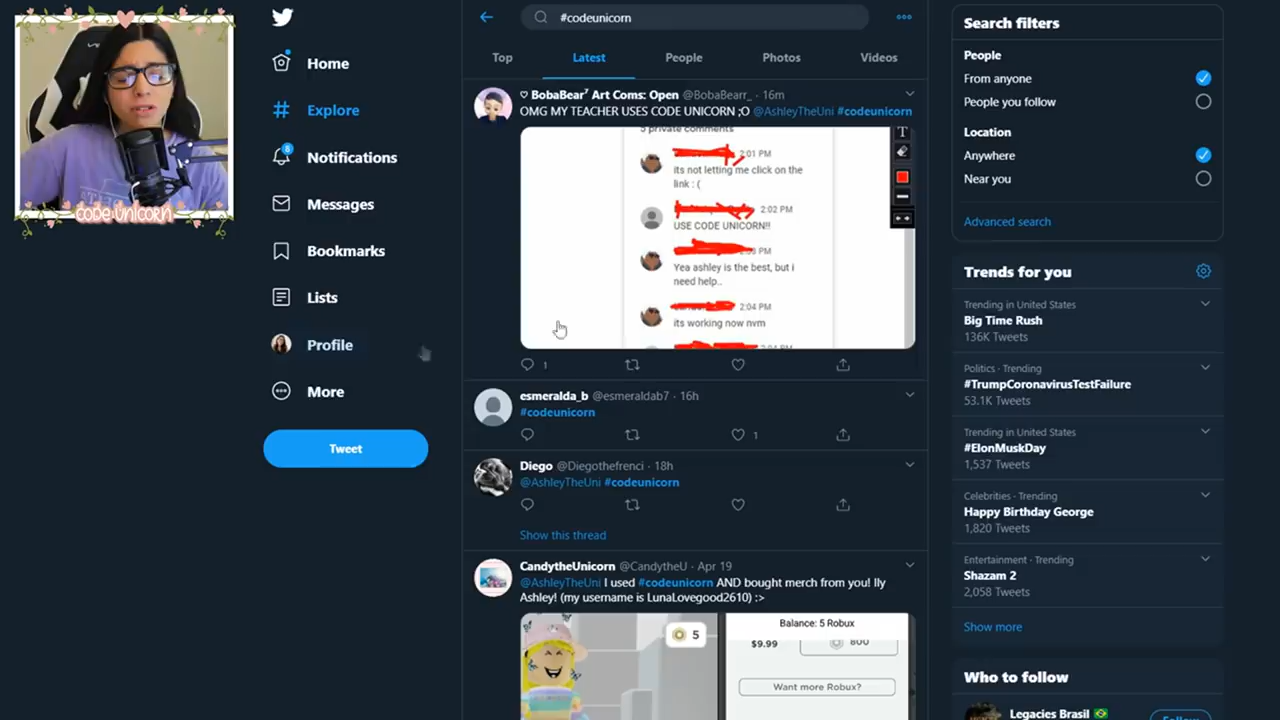 CODE UNICORN
Home
Explore
8
Notifications
Messages
Bookmarks
Lists
Profile
More
Tweet
#codeunicorn
Top
Latest
People
Photos
Videos
♡ BobaBear⁷ Art Coms: Open @BobaBearr_ · 16m
OMG MY TEACHER USES CODE UNICORN ;O @AshleyTheUni #codeunicorn
5 private comments
2:01 PM
its not letting me click on the
link : (
2:02 PM
USE CODE UNICORN!!
PM
Yea ashley is the best, but i
need help..
2:04 PM
its working now nvm
T
1
esmeralda_b @esmeraldab7 · 16h
#codeunicorn
1
Diego @Diegothefrenci · 18h
@AshleyTheUni #codeunicorn
Show this thread
CandytheUnicorn @CandytheU · Apr 19
@AshleyTheUni I used #codeunicorn AND bought merch from you! Ily
Ashley! (my username is LunaLovegood2610) :>
5
Balance: 5 Robux
$9.99
800
Want more Robux?
Search filters
People
From anyone
People you follow
Location
Anywhere
Near you
Advanced search
Trends for you
Trending in United States
Big Time Rush
136K Tweets
Politics · Trending
#TrumpCoronavirusTestFailure
53.1K Tweets
Trending in United States
#ElonMuskDay
1,537 Tweets
Celebrities · Trending
Happy Birthday George
1,820 Tweets
Entertainment · Trending
Shazam 2
2,058 Tweets
Show more
Who to follow
Legacies Brasil 🇧🇷
Follow